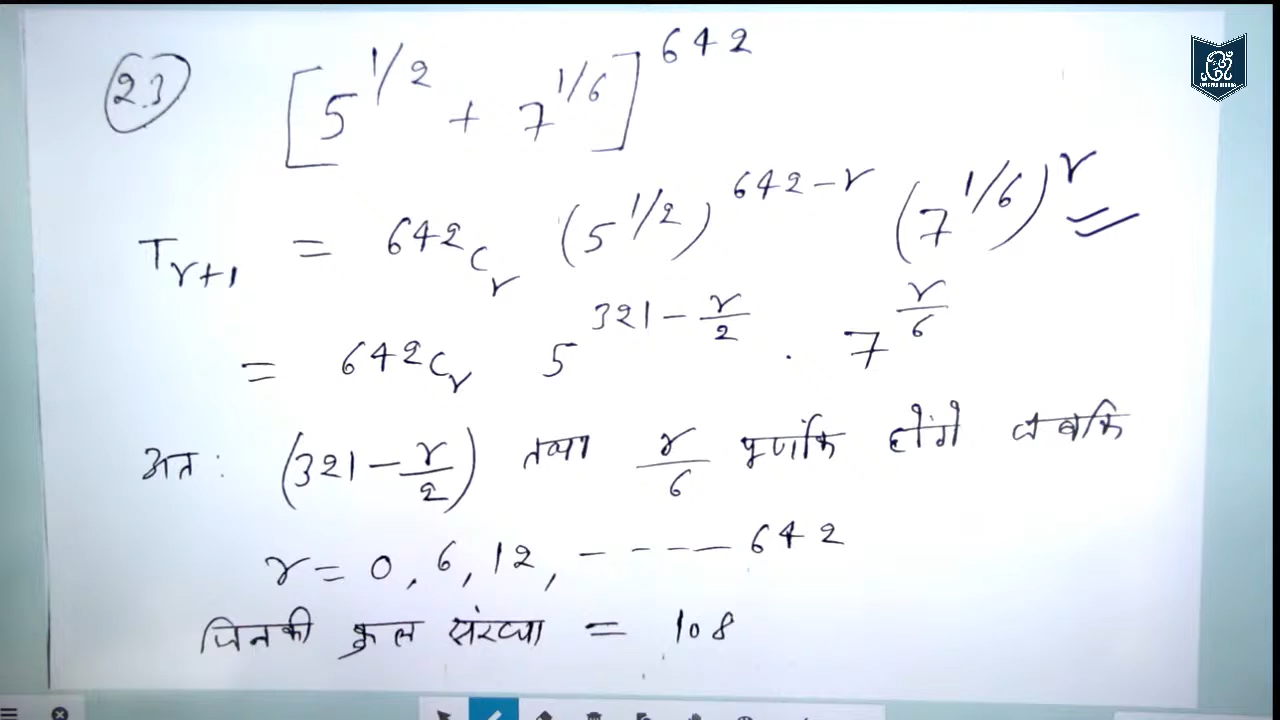 23 [5^{1/2} + 7^{1/6}]^{642}
T_{r+1} = 642C_r (5^{1/2})^{642-r} (7^{1/6})^r
= 642C_r 5^{321 - r/2} . 7^{r/6}
अतः (321 - r/2) तथा r/6 पूर्णांक होंगे जबकि
r = 0, 6, 12, ---- 642
जिनकी कुल संख्या = 108